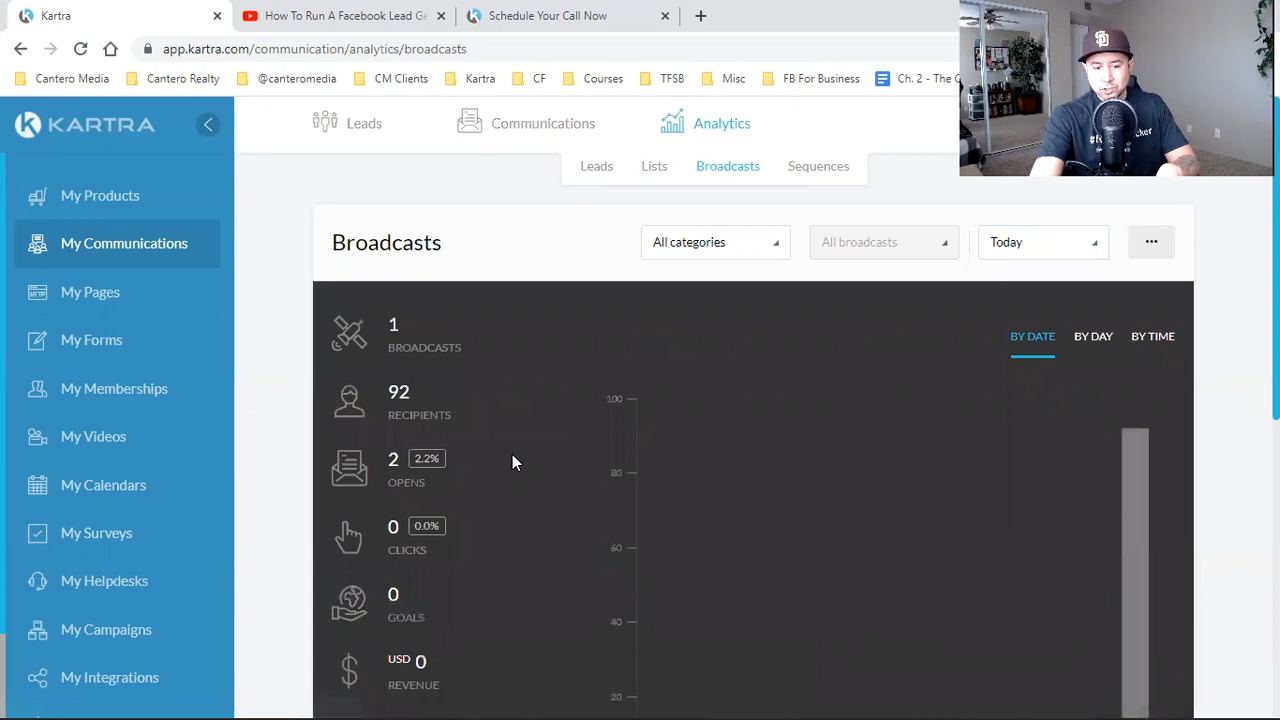 Kartra
How To Run A Facebook Lead Ge
Schedule Your Call Now
app.kartra.com/communication/analytics/broadcasts
Cantero Media
Cantero Realty
@canteromedia
CM Clients
Kartra
CF
Courses
TFSB
Misc
FB For Business
Ch. 2 - The C
KARTRA
Leads
Communications
Analytics
Leads
Lists
Broadcasts
Sequences
My Products
My Communications
My Pages
My Forms
My Memberships
My Videos
My Calendars
My Surveys
My Helpdesks
My Campaigns
My Integrations
Broadcasts
All categories
All broadcasts
Today
1
BROADCASTS
92
RECIPIENTS
2 2.2%
OPENS
0 0.0%
CLICKS
0
GOALS
USD 0
REVENUE
BY DATE
BY DAY
BY TIME
100
80
60
40
20